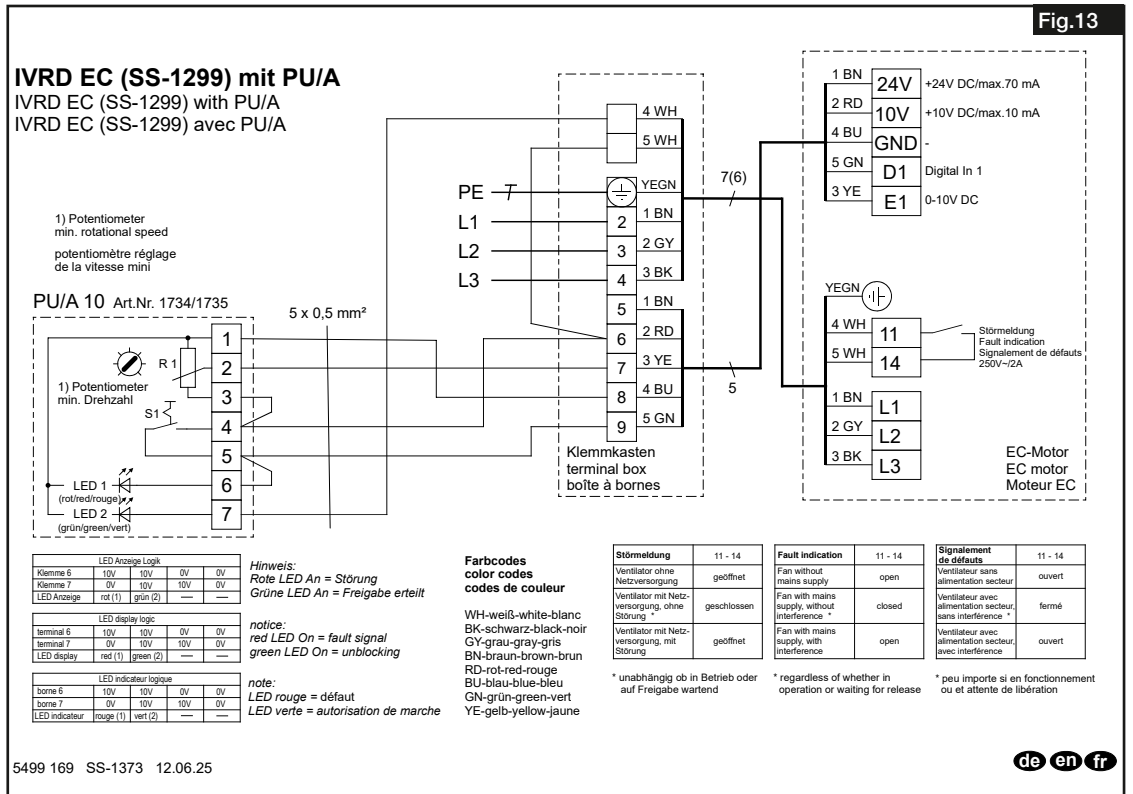 Fig.13
IVRD EC (SS-1299) mit PU/A
IVRD EC (SS-1299) with PU/A
IVRD EC (SS-1299) avec PU/A
1) Potentiometer
min. rotational speed
potentiomètre réglage
de la vitesse mini
PU/A 10 Art.Nr. 1734/1735
5 x 0,5 mm²
1
2
3
4
5
6
7
R 1
1) Potentiometer
min. Drehzahl
S1
LED 1
(rot/red/rouge)
LED 2
(grün/green/vert)
PE
L1
L2
L3
4 WH
5 WH
YEGN
2 1 BN
3 2 GY
4 3 BK
5 1 BN
6 2 RD
7 3 YE
8 4 BU
9 5 GN
Klemmkasten
terminal box
boîte à bornes
7(6)
5
1 BN 24V +24V DC/max.70 mA
2 RD 10V +10V DC/max.10 mA
4 BU GND -
5 GN D1 Digital In 1
3 YE E1 0-10V DC
YEGN
4 WH 11
5 WH 14
Störmeldung
Fault indication
Signalement de défauts
250V~/2A
1 BN L1
2 GY L2
3 BK L3
EC-Motor
EC motor
Moteur EC
LED Anzeige Logik
Klemme 6 10V 10V 0V 0V
Klemme 7 0V 10V 10V 0V
LED Anzeige rot (1) grün (2) — —
Hinweis:
Rote LED An = Störung
Grüne LED An = Freigabe erteilt
LED display logic
terminal 6 10V 10V 0V 0V
terminal 7 0V 10V 10V 0V
LED display red (1) green (2) — —
notice:
red LED On = fault signal
green LED On = unblocking
LED indicateur logique
borne 6 10V 10V 0V 0V
borne 7 0V 10V 10V 0V
LED indicateur rouge (1) vert (2) — —
note:
LED rouge = défaut
LED verte = autorisation de marche
Farbcodes
color codes
codes de couleur
WH-weiß-white-blanc
BK-schwarz-black-noir
GY-grau-gray-gris
BN-braun-brown-brun
RD-rot-red-rouge
BU-blau-blue-bleu
GN-grün-green-vert
YE-gelb-yellow-jaune
Störmeldung 11 - 14
Ventilator ohne
Netzversorgung geöffnet
Ventilator mit Netz-
versorgung, ohne
Störung * geschlossen
Ventilator mit Netz-
versorgung, mit
Störung geöffnet
* unabhängig ob in Betrieb oder
auf Freigabe wartend
Fault indication 11 - 14
Fan without
mains supply open
Fan with mains
supply, without
interference * closed
Fan with mains
supply, with
interference open
* regardless of whether in
operation or waiting for release
Signalement
de défauts 11 - 14
Ventilateur sans
alimentation secteur ouvert
Ventilateur avec
alimentation secteur,
sans interférence * fermé
Ventilateur avec
alimentation secteur,
avec interférence ouvert
* peu importe si en fonctionnement
ou et attente de libération
5499 169 SS-1373 12.06.25
de en fr